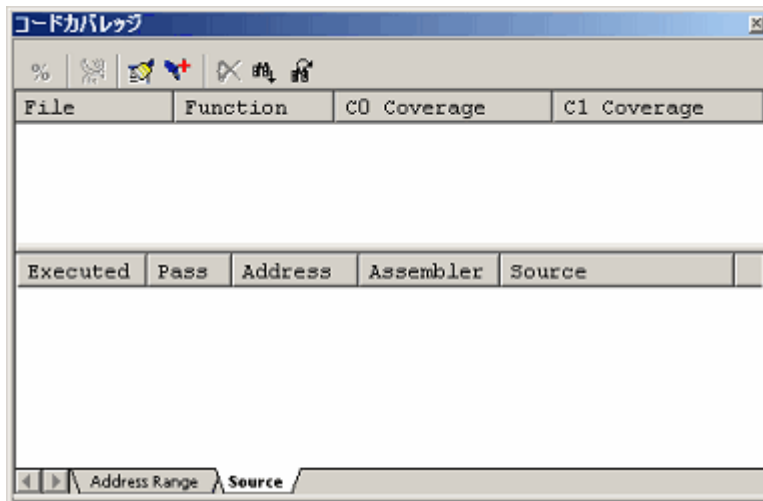 コードカバレッジ
%
File Function C0 Coverage C1 Coverage
Executed Pass Address Assembler Source
Address Range Source